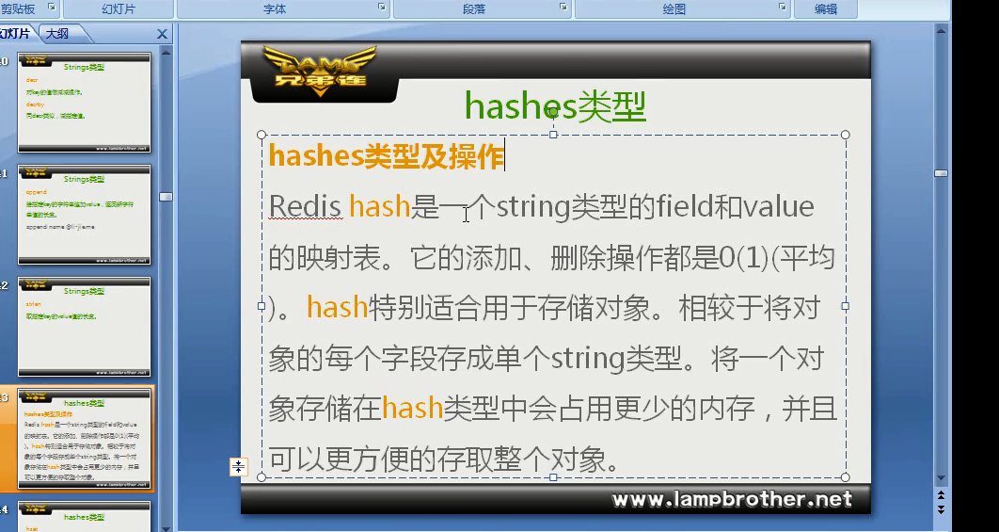 剪贴板 幻灯片 字体 段落 绘图 编辑
幻灯片 大纲
Strings类型
decr
对key的值做减减操作。
decrby
同decr类似，减指定值。
www.lampbrother.net
Strings类型
append
给指定key的字符串追加value，返回新字符
串值的长度。
append name @li-jie.me
www.lampbrother.net
Strings类型
strlen
取指定key的value值的长度。
www.lampbrother.net
hashes类型
hashes类型及操作
Redis hash是一个string类型的field和value
的映射表。它的添加、删除操作都是0(1)(平均
)。hash特别适合用于存储对象。相较于将对
象的每个字段存成单个string类型。将一个对
象存储在hash类型中会占用更少的内存，并且
可以更方便的存取整个对象。
www.lampbrother.net
hashes类型
hset
LAMP
兄弟连
hashes类型
hashes类型及操作
Redis hash是一个string类型的field和value
的映射表。它的添加、删除操作都是0(1)(平均
)。hash特别适合用于存储对象。相较于将对
象的每个字段存成单个string类型。将一个对
象存储在hash类型中会占用更少的内存，并且
可以更方便的存取整个对象。
www.lampbrother.net